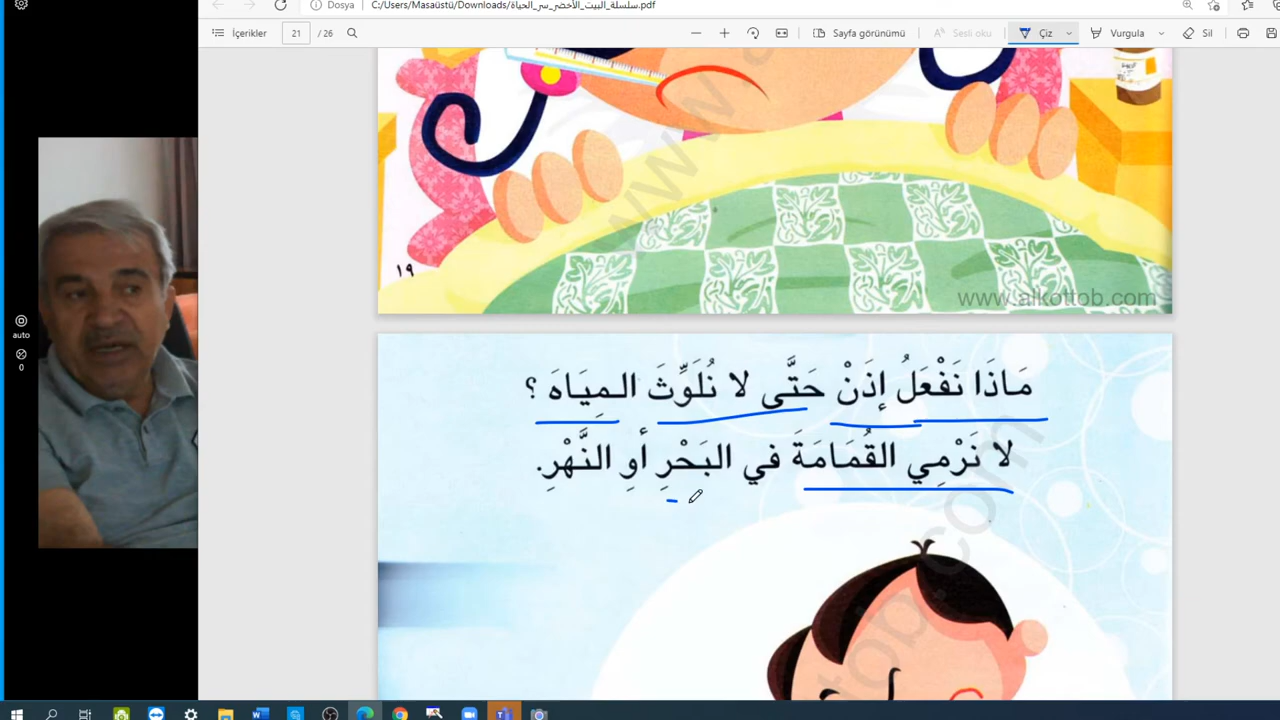 Dosya
C:/Users/Masaüstü/Downloads/سلسلة_البيت_الأخضر_سر_الحياة.pdf
İçerikler
21 / 26
Sayfa görünümü
Sesli oku
Çiz
Vurgula
Sil
auto
0
١٩
www.alkottob.com
مَاذَا نَفْعَلُ إِذَنْ حَتَّى لا نُلَوِّثَ الـمِيَاهَ ؟
لا نَرْمِي القُمَامَةَ في البَحْرِ أوِ النَّهْرِ.